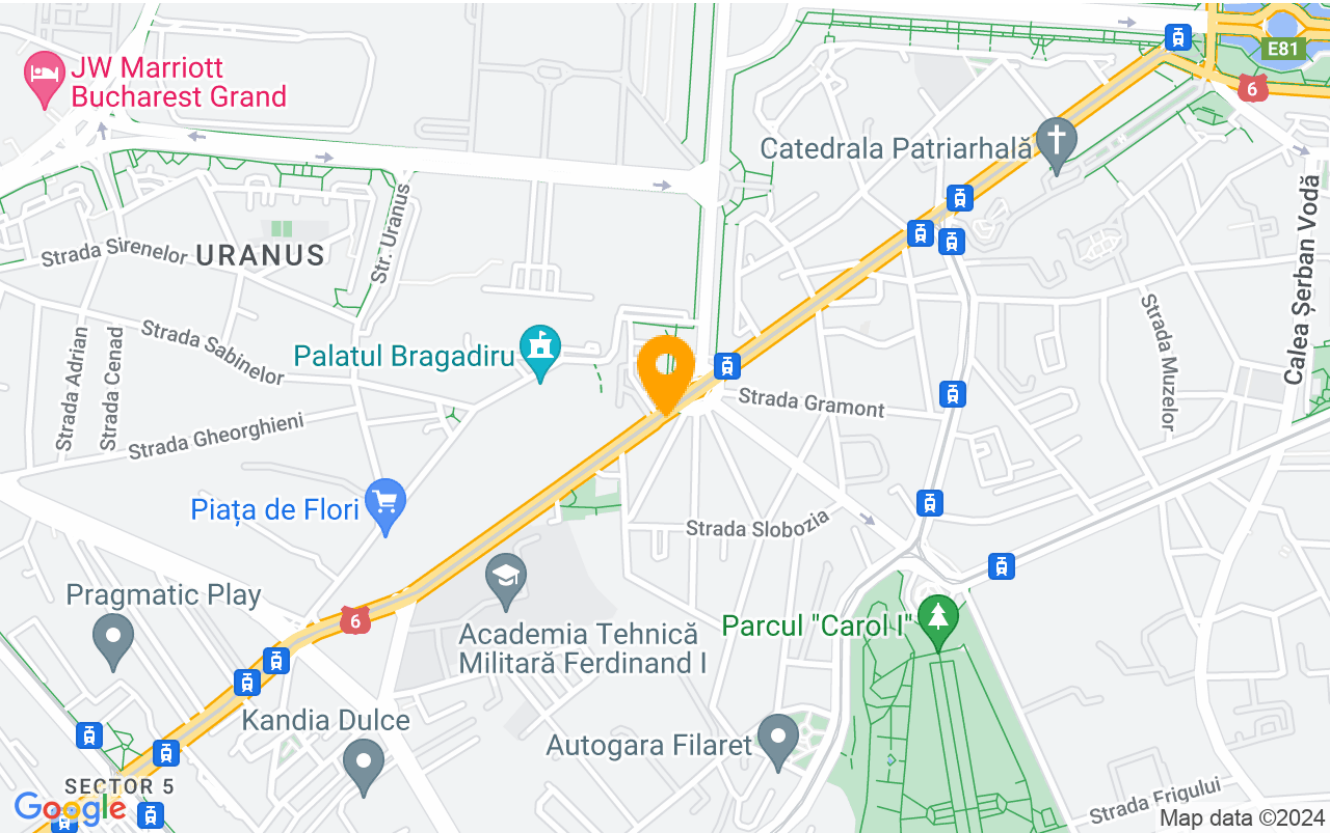 JW Marriott
Bucharest Grand
E81
6
Catedrala Patriarhală
Str. Uranus
Calea Șerban Vodă
Strada Sirenelor
URANUS
Strada Muzelor
Strada Sabinelor
Strada Adrian
Strada Cenad
Palatul Bragadiru
Strada Gramont
Strada Gheorghieni
Piața de Flori
Strada Slobozia
Pragmatic Play
6
Academia Tehnică
Militară Ferdinand I
Parcul "Carol I"
Kandia Dulce
Autogara Filaret
SECTOR 5
Strada Frigului
Google
Map data ©2024